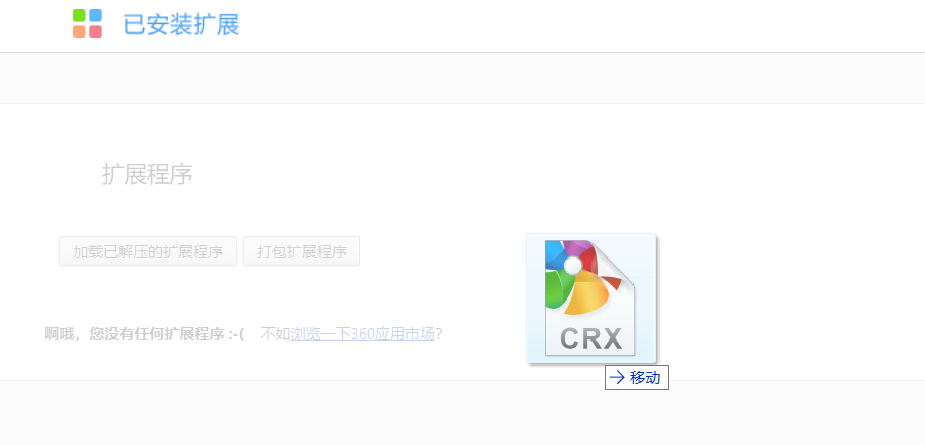 已安装扩展
扩展程序
加载已解压的扩展程序 打包扩展程序
CRX
啊哦，您没有任何扩展程序 :-( 不如浏览一下360应用市场?
→ 移动